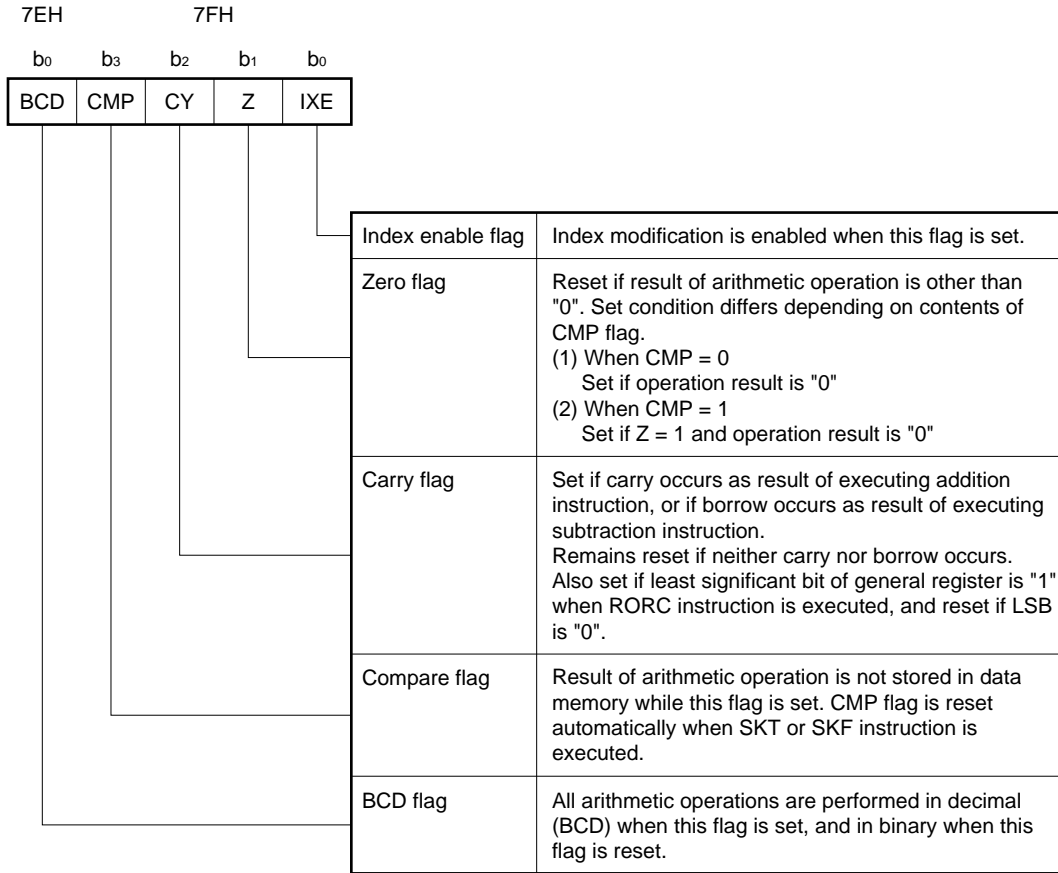 7EH 7FH
b0 b3 b2 b1 b0
BCD CMP CY Z IXE
Index enable flag Index modification is enabled when this flag is set.
Zero flag Reset if result of arithmetic operation is other than
"0". Set condition differs depending on contents of
CMP flag.
(1) When CMP = 0
Set if operation result is "0"
(2) When CMP = 1
Set if Z = 1 and operation result is "0"
Carry flag Set if carry occurs as result of executing addition
instruction, or if borrow occurs as result of executing
subtraction instruction.
Remains reset if neither carry nor borrow occurs.
Also set if least significant bit of general register is "1"
when RORC instruction is executed, and reset if LSB
is "0".
Compare flag Result of arithmetic operation is not stored in data
memory while this flag is set. CMP flag is reset
automatically when SKT or SKF instruction is
executed.
BCD flag All arithmetic operations are performed in decimal
(BCD) when this flag is set, and in binary when this
flag is reset.